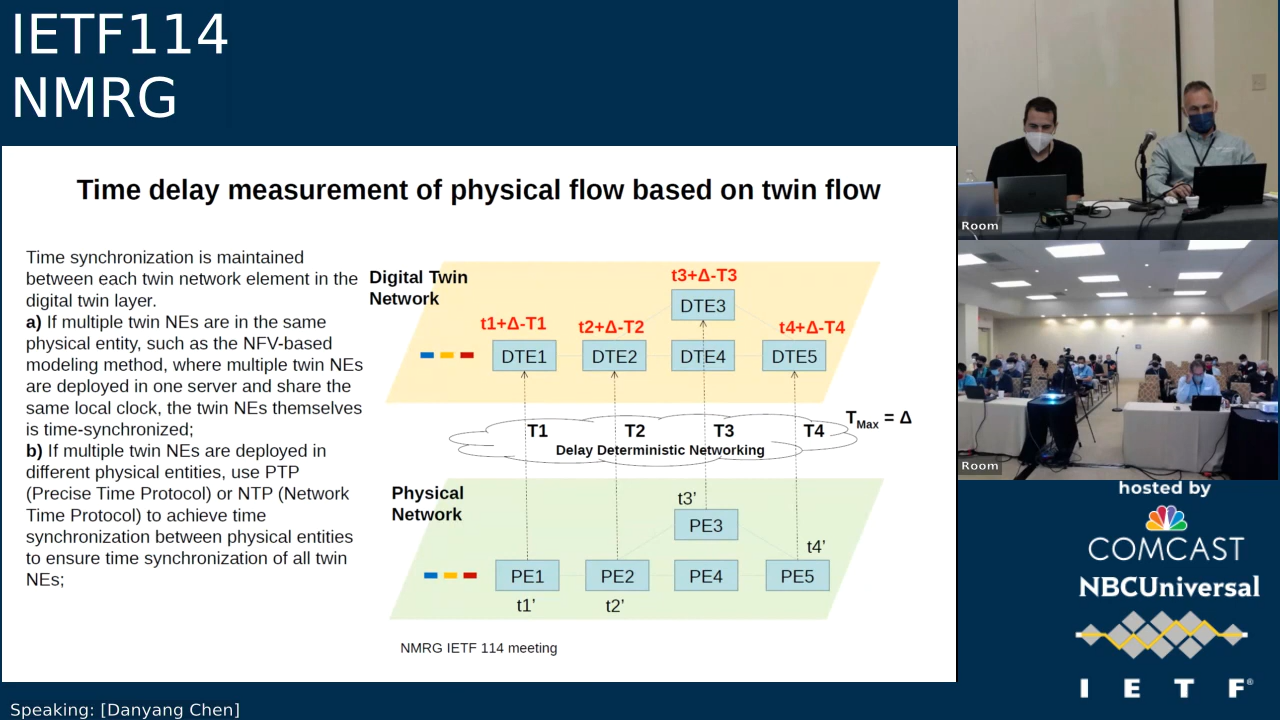 IETF114
NMRG
Time delay measurement of physical flow based on twin flow
Time synchronization is maintained
between each twin network element in the
digital twin layer.
a) If multiple twin NEs are in the same
physical entity, such as the NFV-based
modeling method, where multiple twin NEs
are deployed in one server and share the
same local clock, the twin NEs themselves
is time-synchronized;
b) If multiple twin NEs are deployed in
different physical entities, use PTP
(Precise Time Protocol) or NTP (Network
Time Protocol) to achieve time
synchronization between physical entities
to ensure time synchronization of all twin
NEs;
Digital Twin
Network
t3+Δ-T3
DTE3
t1+Δ-T1
t2+Δ-T2
t4+Δ-T4
DTE1
DTE2
DTE4
DTE5
TMax = Δ
T1
T2
T3
T4
Delay Deterministic Networking
Physical
Network
t3’
PE3
t4’
PE1
PE2
PE4
PE5
t1’
t2’
NMRG IETF 114 meeting
Room
Room
hosted by
COMCAST
NBCUniversal
I E T F®
Speaking: [Danyang Chen]